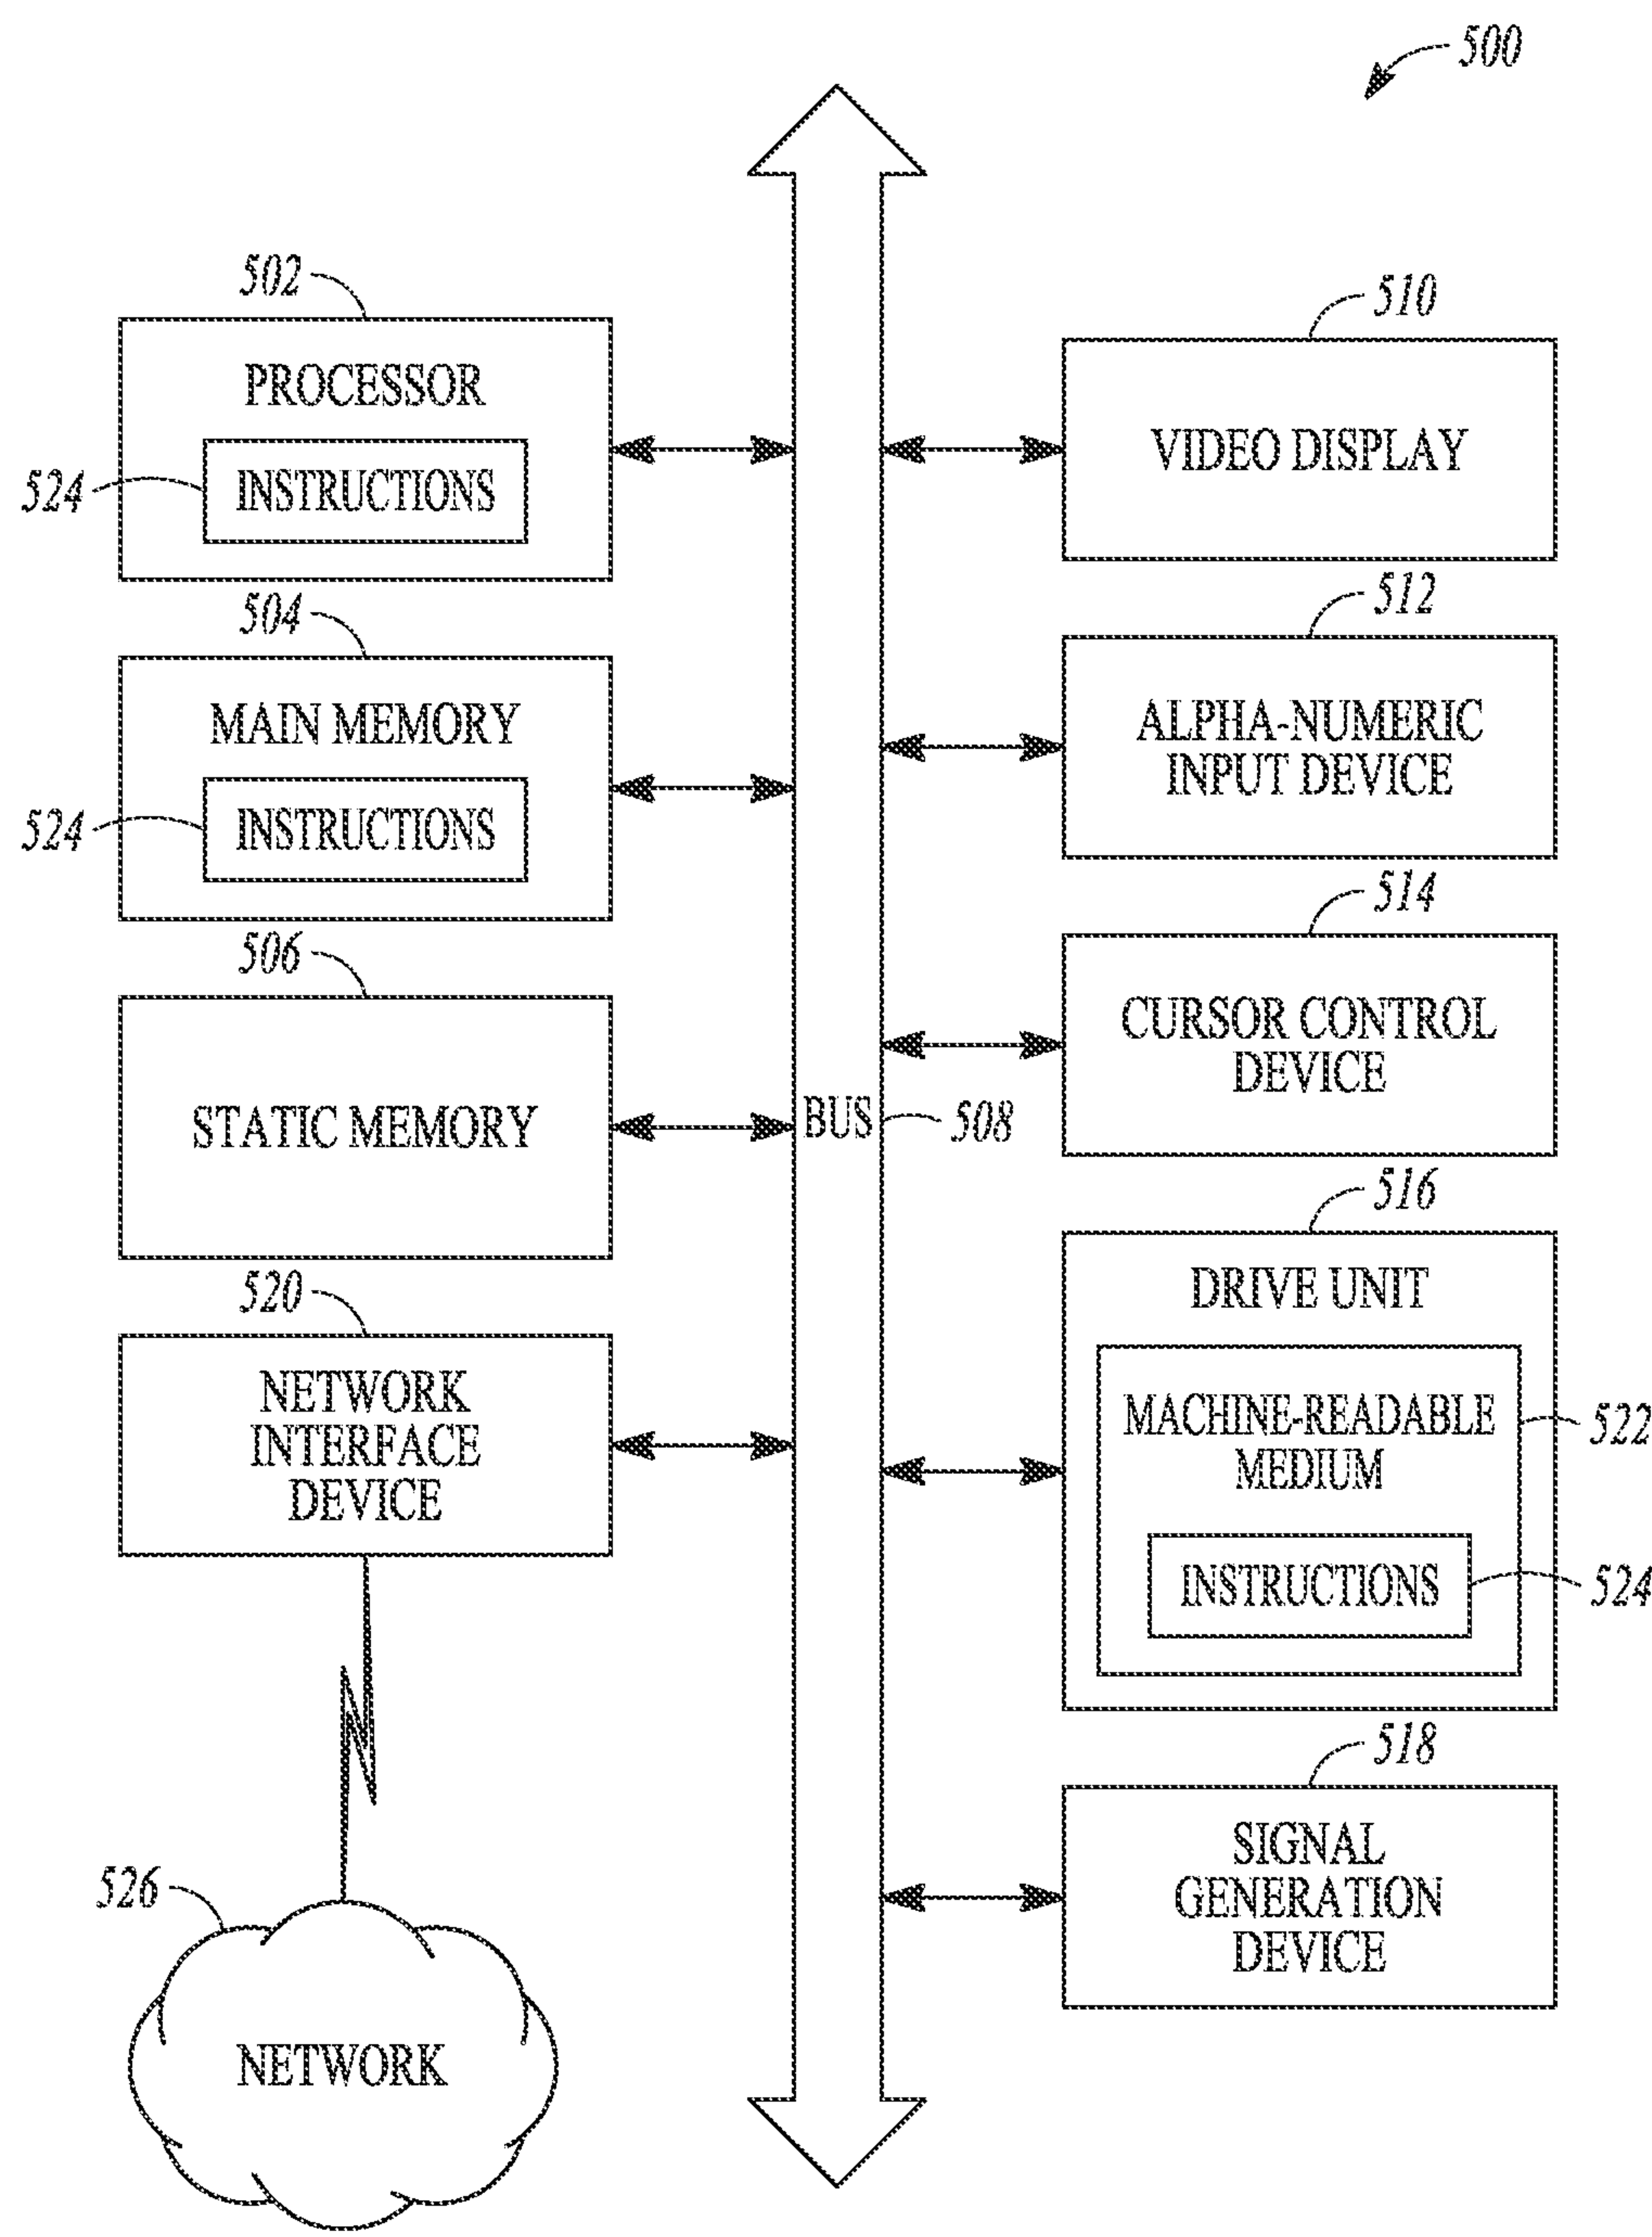 500
502
PROCESSOR
524
INSTRUCTIONS
504
MAIN MEMORY
524
INSTRUCTIONS
506
STATIC MEMORY
520
NETWORK
INTERFACE
DEVICE
526
NETWORK
BUS
508
510
VIDEO DISPLAY
512
ALPHA-NUMERIC
INPUT DEVICE
514
CURSOR CONTROL
DEVICE
516
DRIVE UNIT
MACHINE-READABLE
MEDIUM
522
INSTRUCTIONS
524
518
SIGNAL
GENERATION
DEVICE